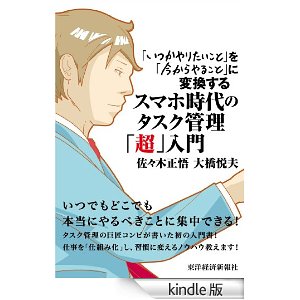 「いつかやりたいこと」を
「今からやること」に
変換する
スマホ時代の
タスク管理
「超」入門
佐々木正悟 大橋悦夫
いつでもどこでも
本当にやるべきことに集中できる!
タスク管理の巨匠コンビが書いた初の入門書!
仕事を「仕組み化」し、習慣に変えるノウハウ教えます!
東洋経済新報社
kindle版